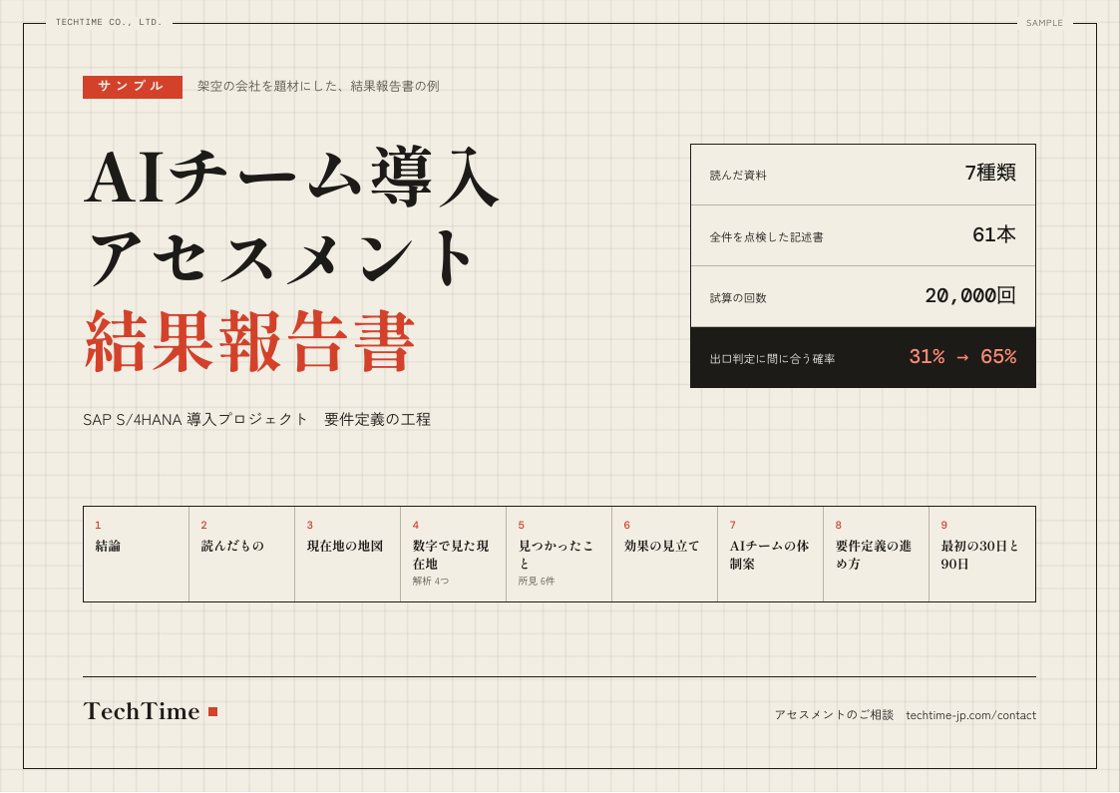 TECHTIME CO., LTD.
SAMPLE
サンプル
架空の会社を題材にした、結果報告書の例
AIチーム導入
アセスメント
結果報告書
SAP S/4HANA 導入プロジェクト　要件定義の工程
読んだ資料
7種類
全件を点検した記述書
61本
試算の回数
20,000回
出口判定に間に合う確率
31% → 65%
1
結論
2
読んだもの
3
現在地の地図
4
数字で見た現
在地
解析 4つ
5
見つかったこ
と
所見 6件
6
効果の見立て
7
AIチームの体
制案
8
要件定義の進
め方
9
最初の30日と
90日
TechTime
アセスメントのご相談　techtime-jp.com/contact